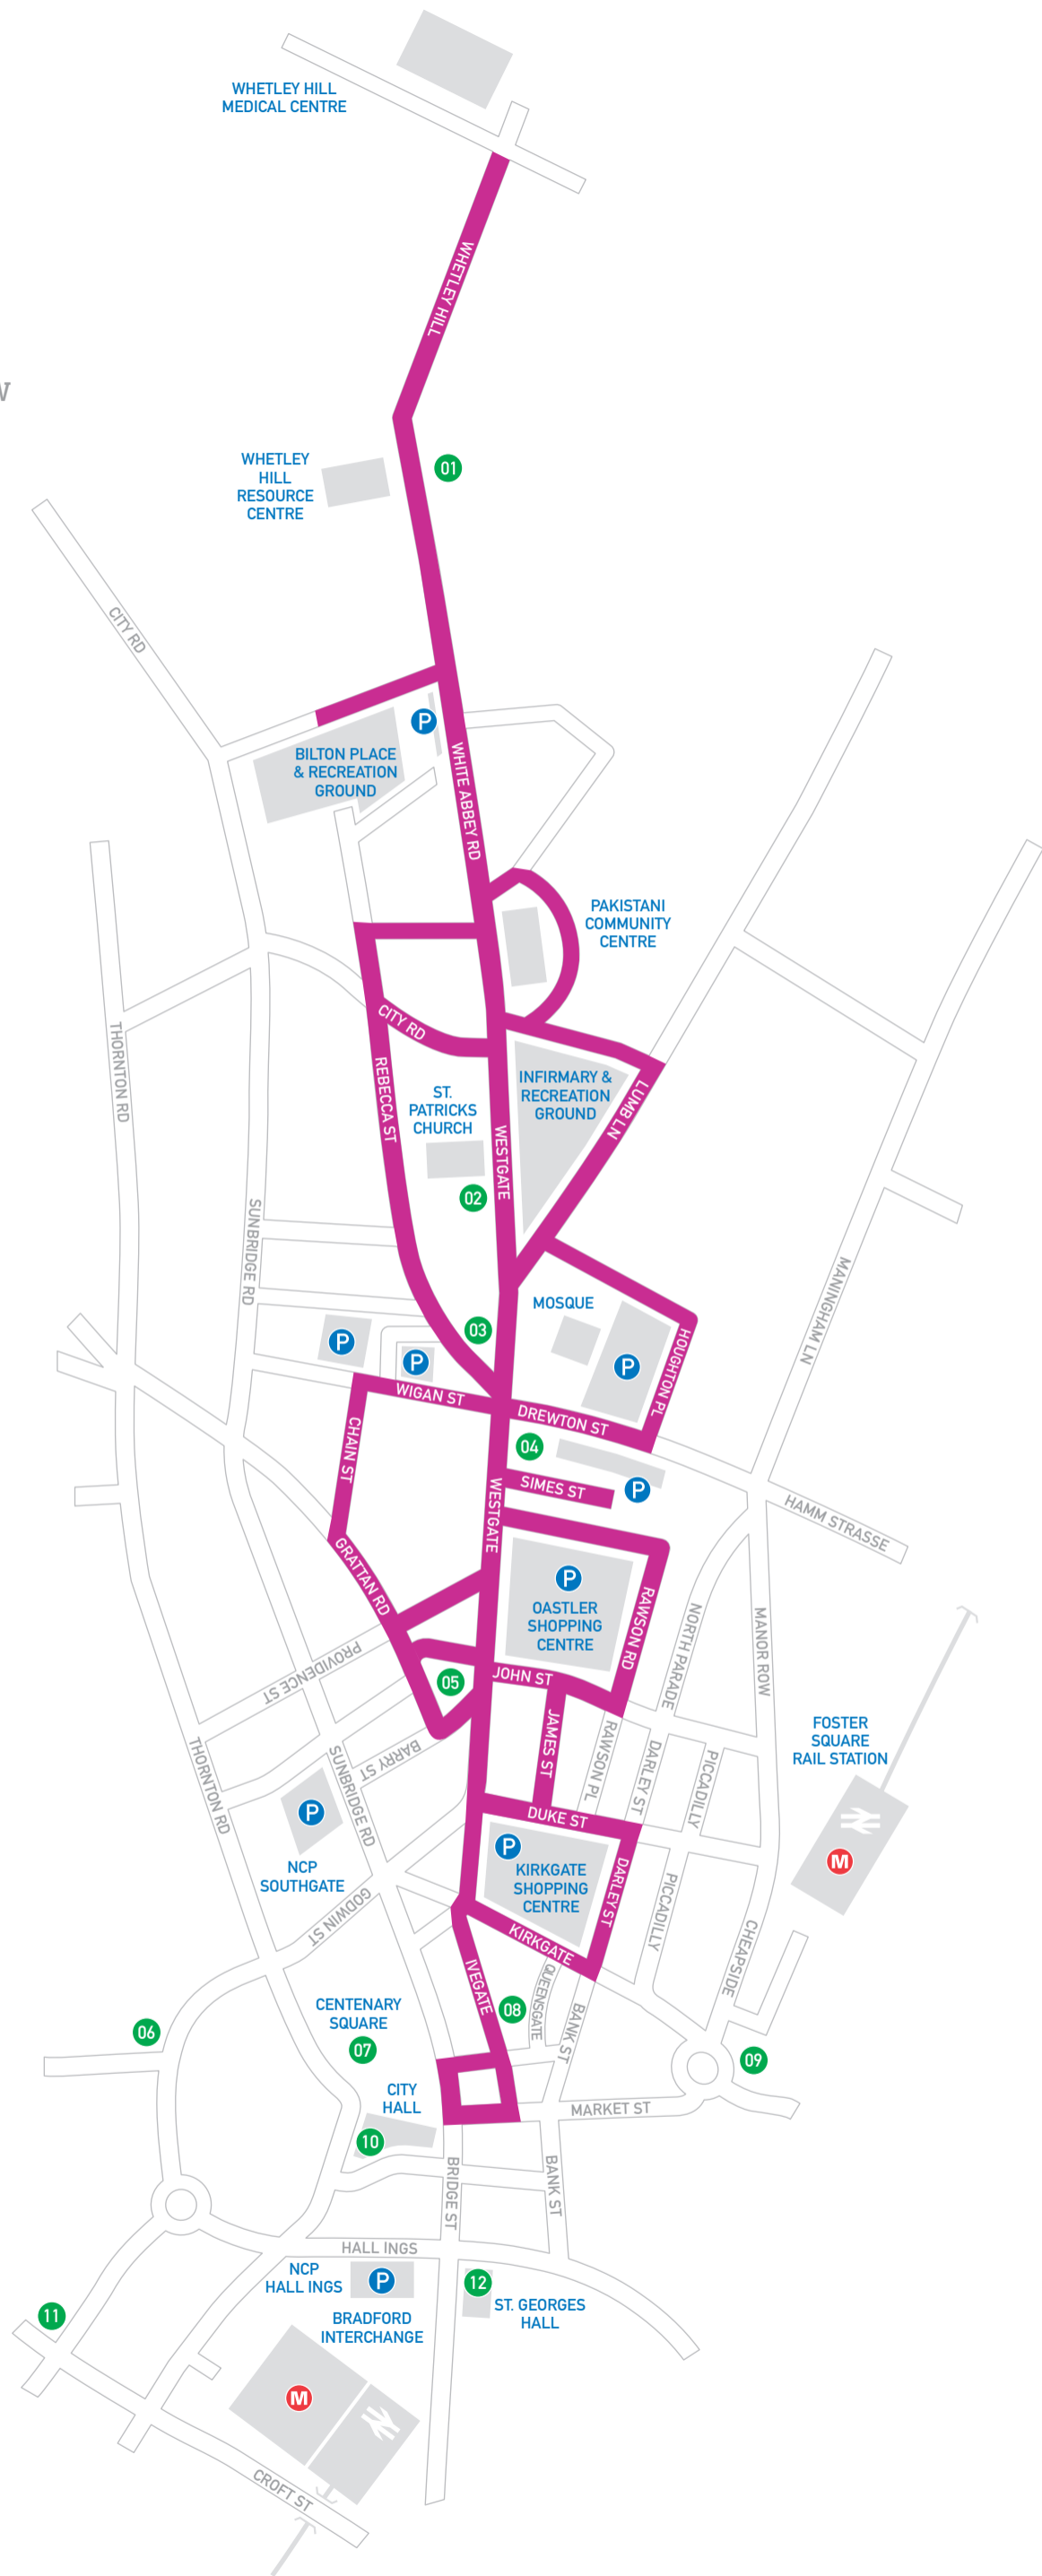 WHETLEY HILL
MEDICAL CENTRE
WHETLEY HILL
W
WHETLEY
HILL
RESOURCE
CENTRE
01
CITY RD
P
BILTON PLACE
& RECREATION
GROUND
WHITE ABBEY RD
PAKISTANI
COMMUNITY
CENTRE
CITY RD
THORNTON RD
REBECCA ST
ST.
PATRICKS
CHURCH
INFIRMARY &
RECREATION
GROUND
LUMB LN
WESTGATE
02
SUNBRIDGE RD
MANINGHAM LN
MOSQUE
03
P
P
P
HOUGHTON PL
WIGAN ST
DREWTON ST
CHAIN ST
04
SIMES ST
P
WESTGATE
HAMM STRASSE
GRATTAN RD
P
OASTLER
SHOPPING
CENTRE
RAWSON RD
NORTH PARADE
MANOR ROW
PROVIDENCE ST
05
JOHN ST
JAMES ST
RAWSON PL
DARLEY ST
PICCADILLY
FOSTER
SQUARE
RAIL STATION
THORNTON RD
SUNBRIDGE RD
BARRY ST
P
NCP
SOUTHGATE
DUKE ST
P
KIRKGATE
SHOPPING
CENTRE
DARLEY ST
PICCADILLY
M
GODWIN ST
KIRKGATE
CHEAPSIDE
IVEGATE
QUEENSGATE
BANK ST
CENTENARY
SQUARE
06
07
08
09
CITY
HALL
10
MARKET ST
BRIDGE ST
BANK ST
HALL INGS
NCP
HALL INGS
P
12
ST. GEORGES
HALL
11
BRADFORD
INTERCHANGE
M
CROFT ST